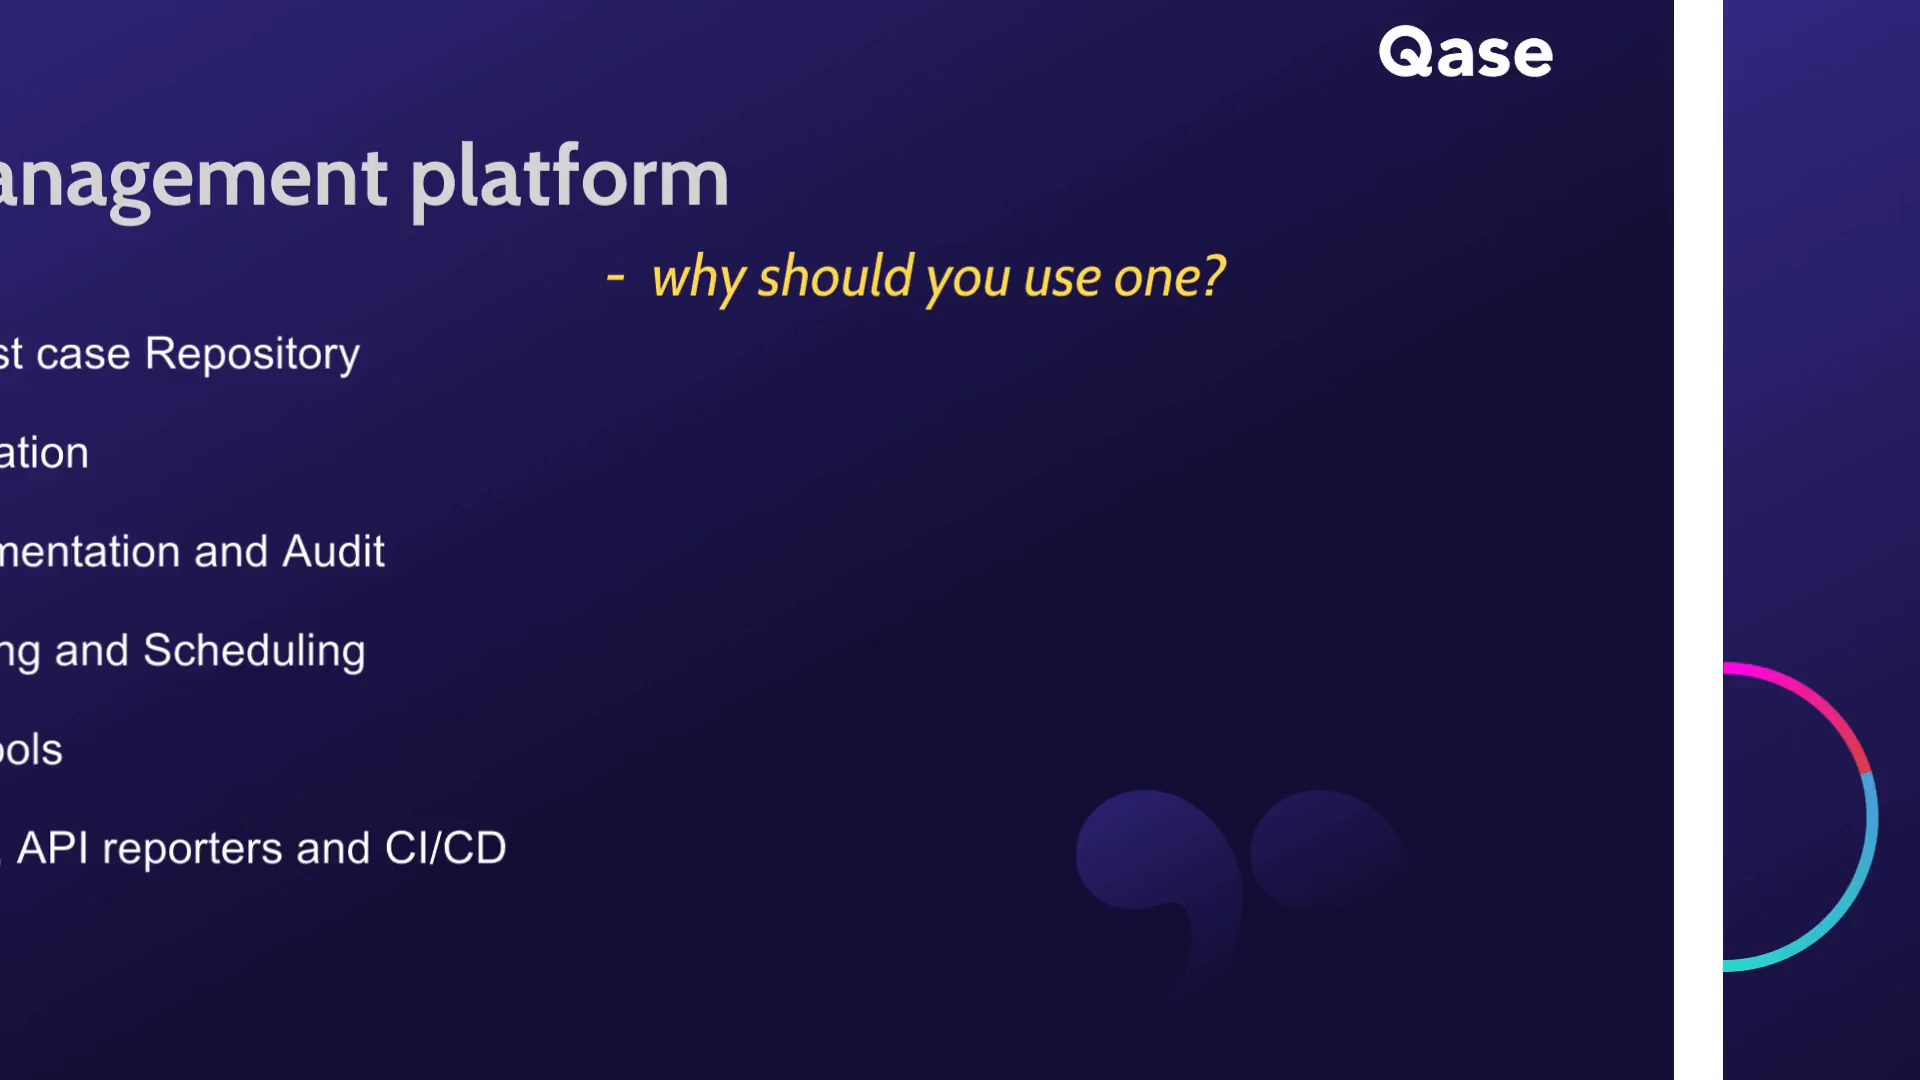 Qase
anagement platform
- why should you use one?
st case Repository
ation
mentation and Audit
ng and Scheduling
ools
, API reporters and CI/CD